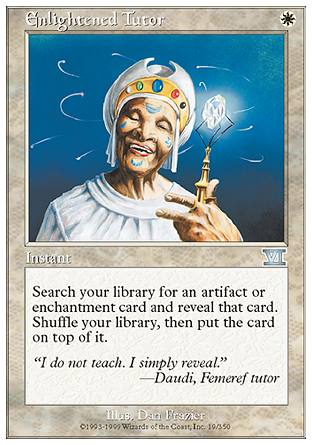 Enlightened Tutor
Instant
VI
Search your library for an artifact or
enchantment card and reveal that card.
Shuffle your library, then put the card
on top of it.
“I do not teach. I simply reveal.”
—Daudi, Femeref tutor
Illus. Dan Frazier
©1993-1999 Wizards of the Coast, Inc. 19/350